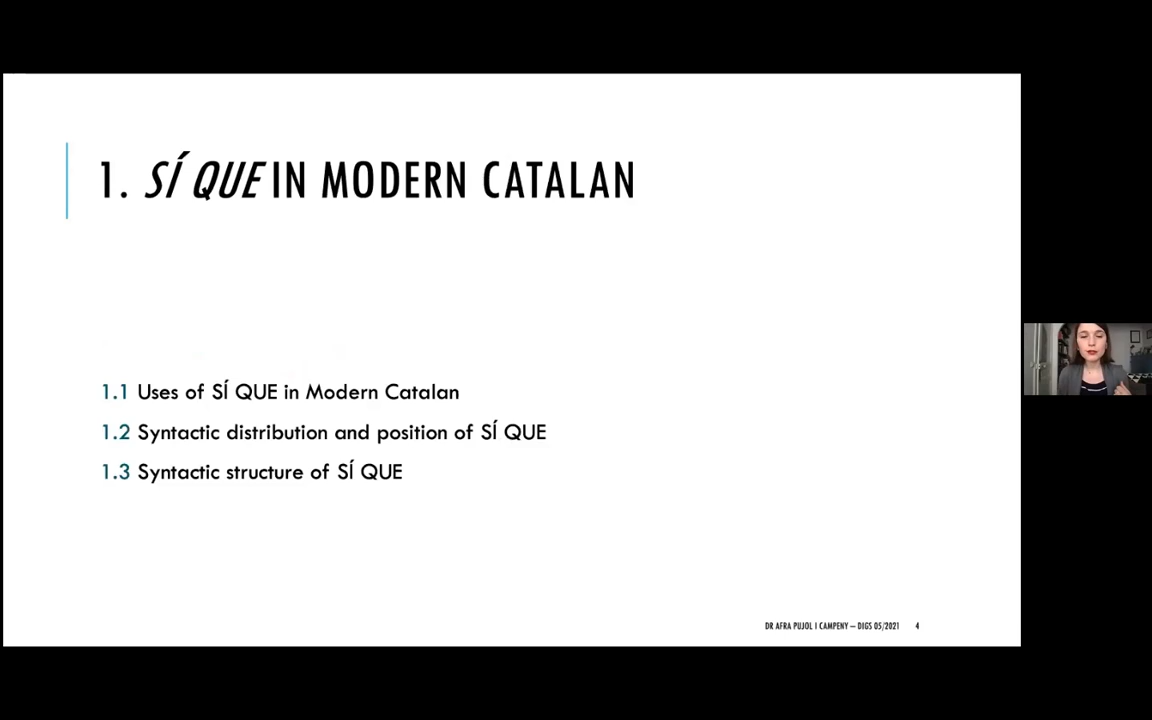 1. SÍ QUE IN MODERN CATALAN
1.1 Uses of SÍ QUE in Modern Catalan
1.2 Syntactic distribution and position of SÍ QUE
1.3 Syntactic structure of SÍ QUE
DR AFRA PUJOL I CAMPENY – DIGS 05/2021 4